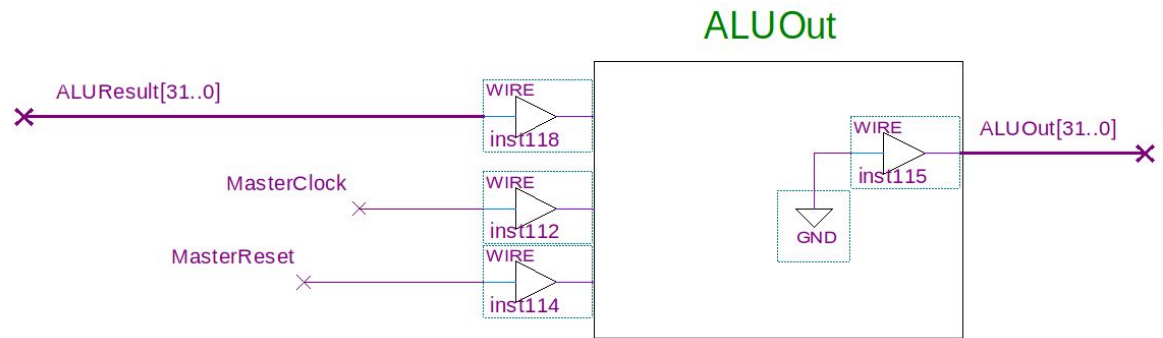 ALUOut
ALUResult[31..0]
WIRE
inst118
MasterClock
WIRE
inst112
MasterReset
WIRE
inst114
WIRE
inst115
GND
ALUOut[31..0]